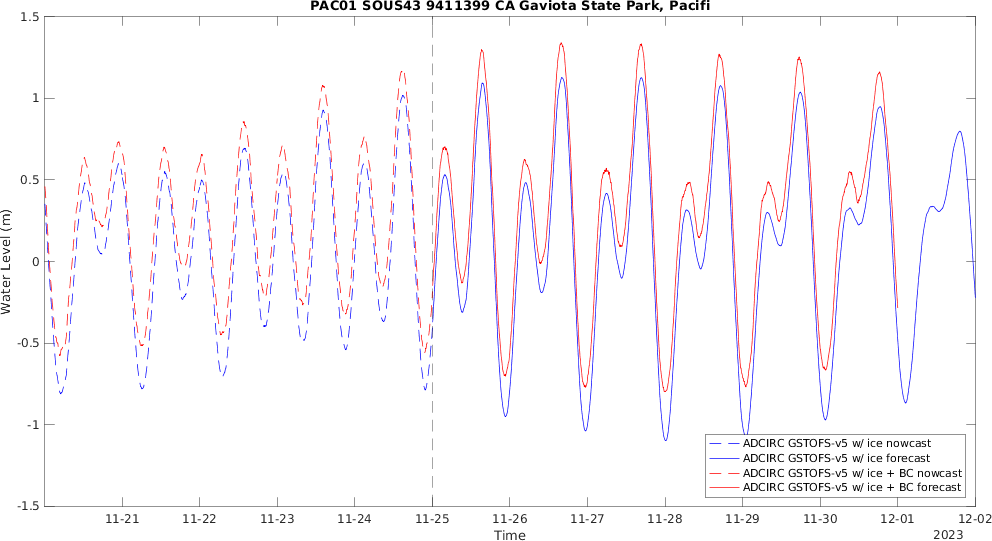 PAC01 SOUS43 9411399 CA Gaviota State Park, Pacifi
1.5
1
0.5
0
-0.5
-1
-1.5
Water Level (m)
ADCIRC GSTOFS-v5 w/ ice nowcast
ADCIRC GSTOFS-v5 w/ ice forecast
ADCIRC GSTOFS-v5 w/ ice + BC nowcast
ADCIRC GSTOFS-v5 w/ ice + BC forecast
11-21 11-22 11-23 11-24 11-25 11-26 11-27 11-28 11-29 11-30 12-01 12-02
Time 2023